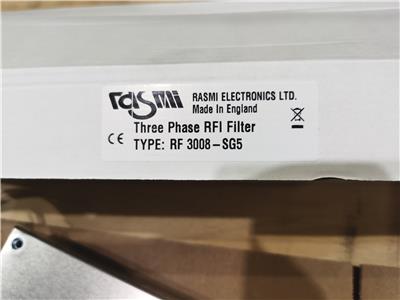 rasmi
RASMI ELECTRONICS LTD.
Made In England
Three Phase RFI Filter
CE
TYPE: RF 3008-SG5